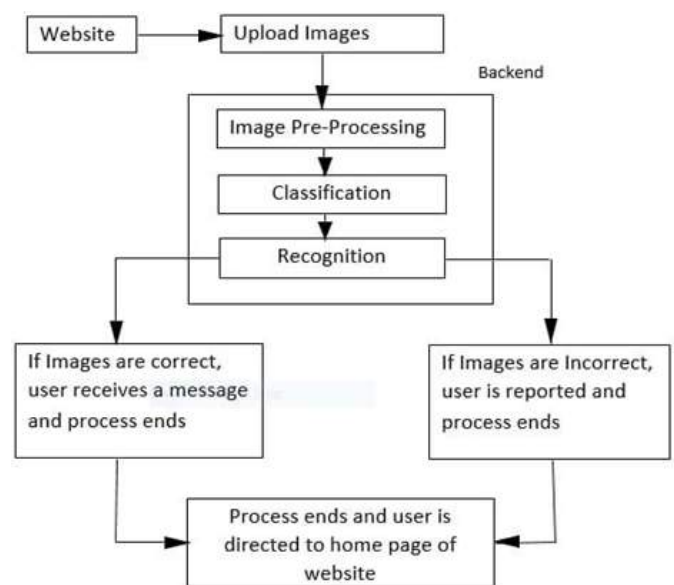 Website
Upload Images
Backend
Image Pre-Processing
Classification
Recognition
If Images are correct,
user receives a message
and process ends
If Images are Incorrect,
user is reported and
process ends
Process ends and user is
directed to home page of
website